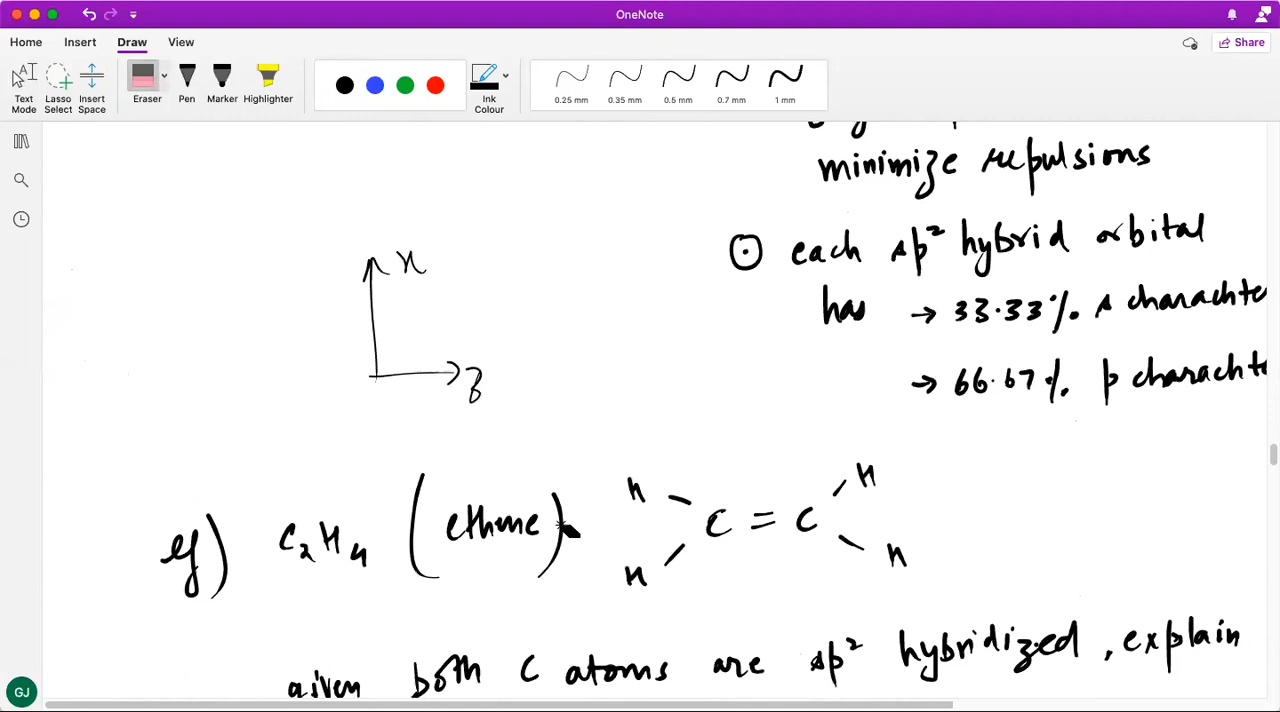 OneNote
Home Insert Draw View
Share
Text Mode
Lasso Select
Insert Space
Eraser
Pen
Marker
Highlighter
Ink Colour
0.25 mm
0.35 mm
0.5 mm
0.7 mm
1 mm
minimize repulsions
⊙ each sp² hybrid orbital
has → 33.33% s charachte
→ 66.67% p charachte
x
z
eg) C₂H₄ (ethene)
H H
C = C
H H
given both C atoms are sp² hybridized, explain
GJ